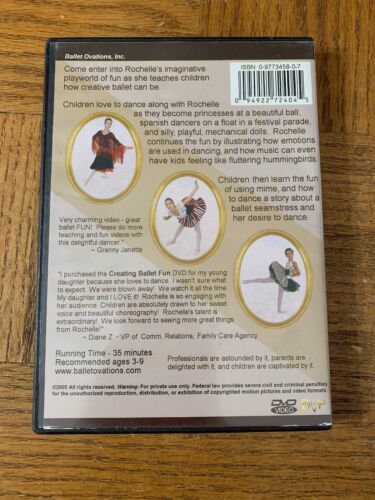 Ballet Ovations, Inc.
Come enter into Rochelle's imaginative
playworld of fun as she teaches children
how creative ballet can be.
ISBN 0-9773458-0-7
0 94922 72404 5
Children love to dance along with Rochelle
as they become princesses at a beautiful ball,
spanish dancers on a float in a festival parade,
and silly, playful, mechanical dolls. Rochelle
continues the fun by illustrating how emotions
are used in dancing, and how music can even
have kids feeling like fluttering hummingbirds.
Children then learn the fun
of using mime, and how
to dance a story about a
ballet seamstress and
her desire to dance.
Very charming video - great
ballet FUN! Please do more
teaching and fun videos with
this delightful dancer."
~ Granny Janette
"I purchased the Creating Ballet Fun DVD for my young
daughter because she loves to dance. I wasn't sure what
to expect. We were blown away! We watch it all the time
My daughter and I LOVE it! Rochelle is so engaging with
her audience. Children are absolutely drawn to her sweet
voice and beautiful choreography! Rochelle's talent is
extraordinary! We look forward to seeing more great things
from Rochelle!"
~ Diane Z. - VP of Comm. Relations, Family Care Agency
Running Time - 35 minutes
Recommended ages 3-9
www.balletovations.com
Professionals are astounded by it, parents are
delighted with it, and children are captivated by it.
©2005 All rights reserved. Warning: For private use only. Federal law provides severe civil and criminal penalties
for the unauthorized reproduction, distribution, or exhibition of copyrighted motion pictures and video formats.
DVD
VIDEO